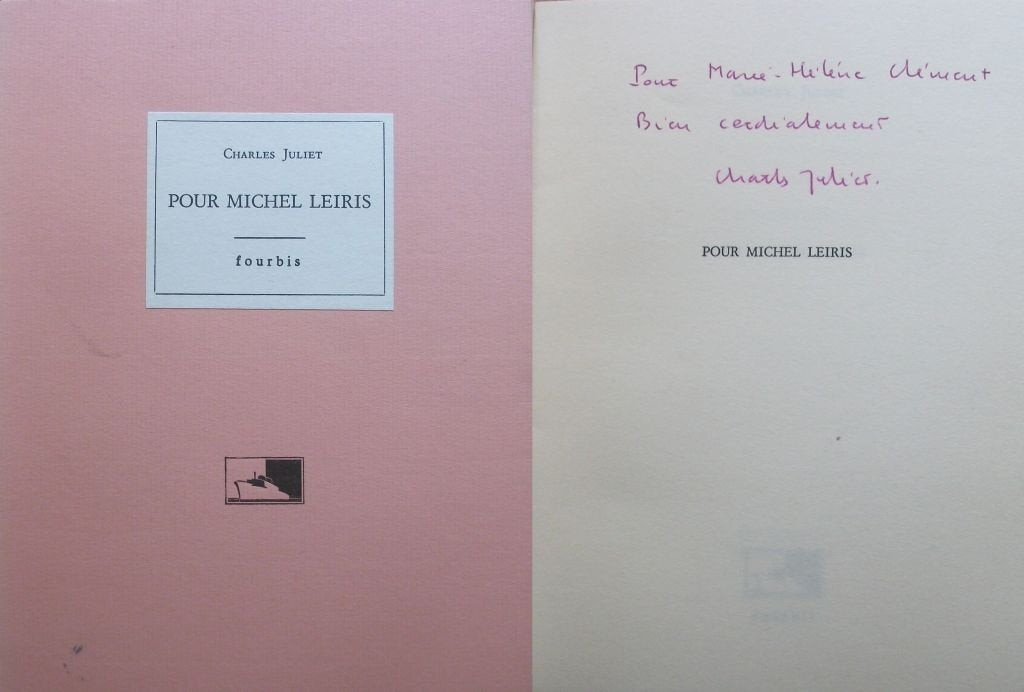 CHARLES JULIET
POUR MICHEL LEIRIS
fourbis
Pour Marie-Hélène Clément
Bien cordialement
Charles Juliet.
POUR MICHEL LEIRIS